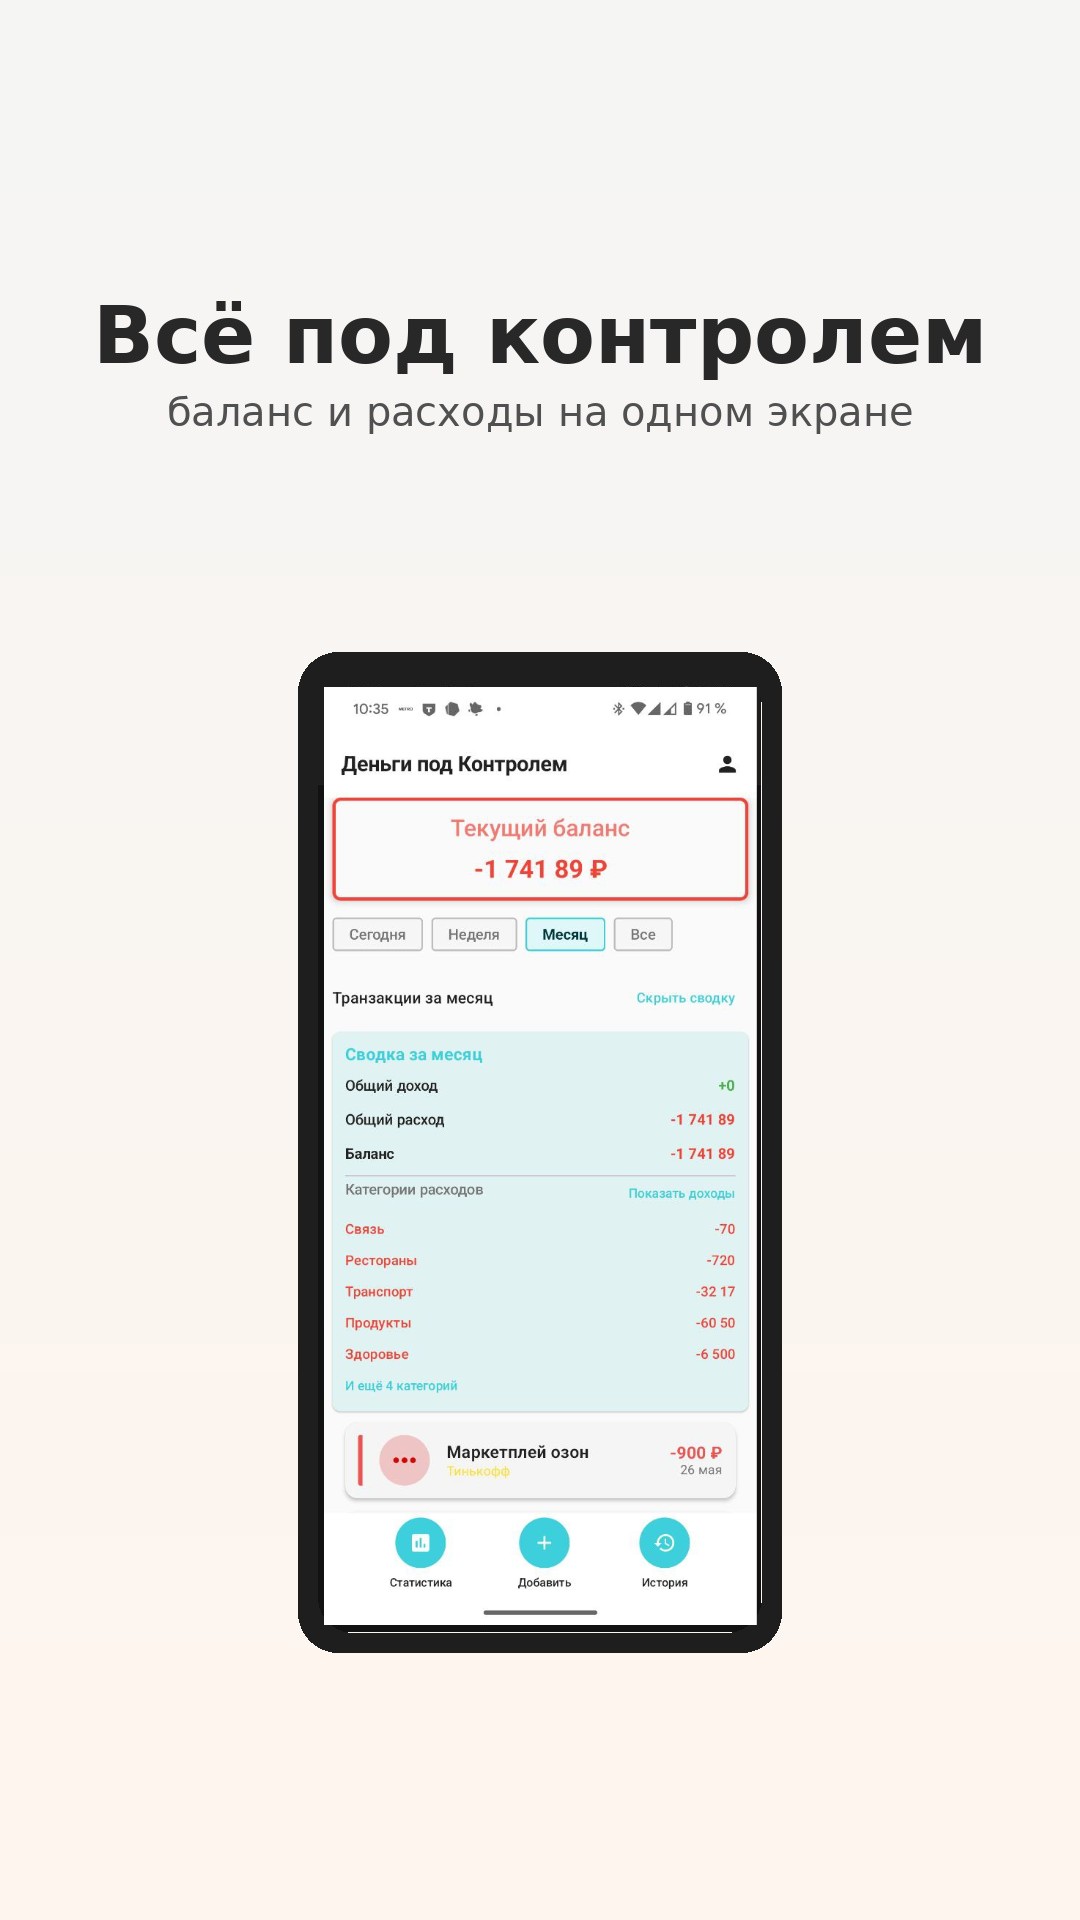 Всё под контролем
баланс и расходы на одном экране
10:35 91 %
Деньги под Контролем
Текущий баланс
-1 741 89 ₽
Сегодня Неделя Месяц Все
Транзакции за месяц Скрыть сводку
Сводка за месяц
Общий доход +0
Общий расход -1 741 89
Баланс -1 741 89
Категории расходов Показать доходы
Связь -70
Рестораны -720
Транспорт -32 17
Продукты -60 50
Здоровье -6 500
И ещё 4 категорий
Маркетплей озон -900 ₽
Тинькофф 26 мая
Статистика Добавить История